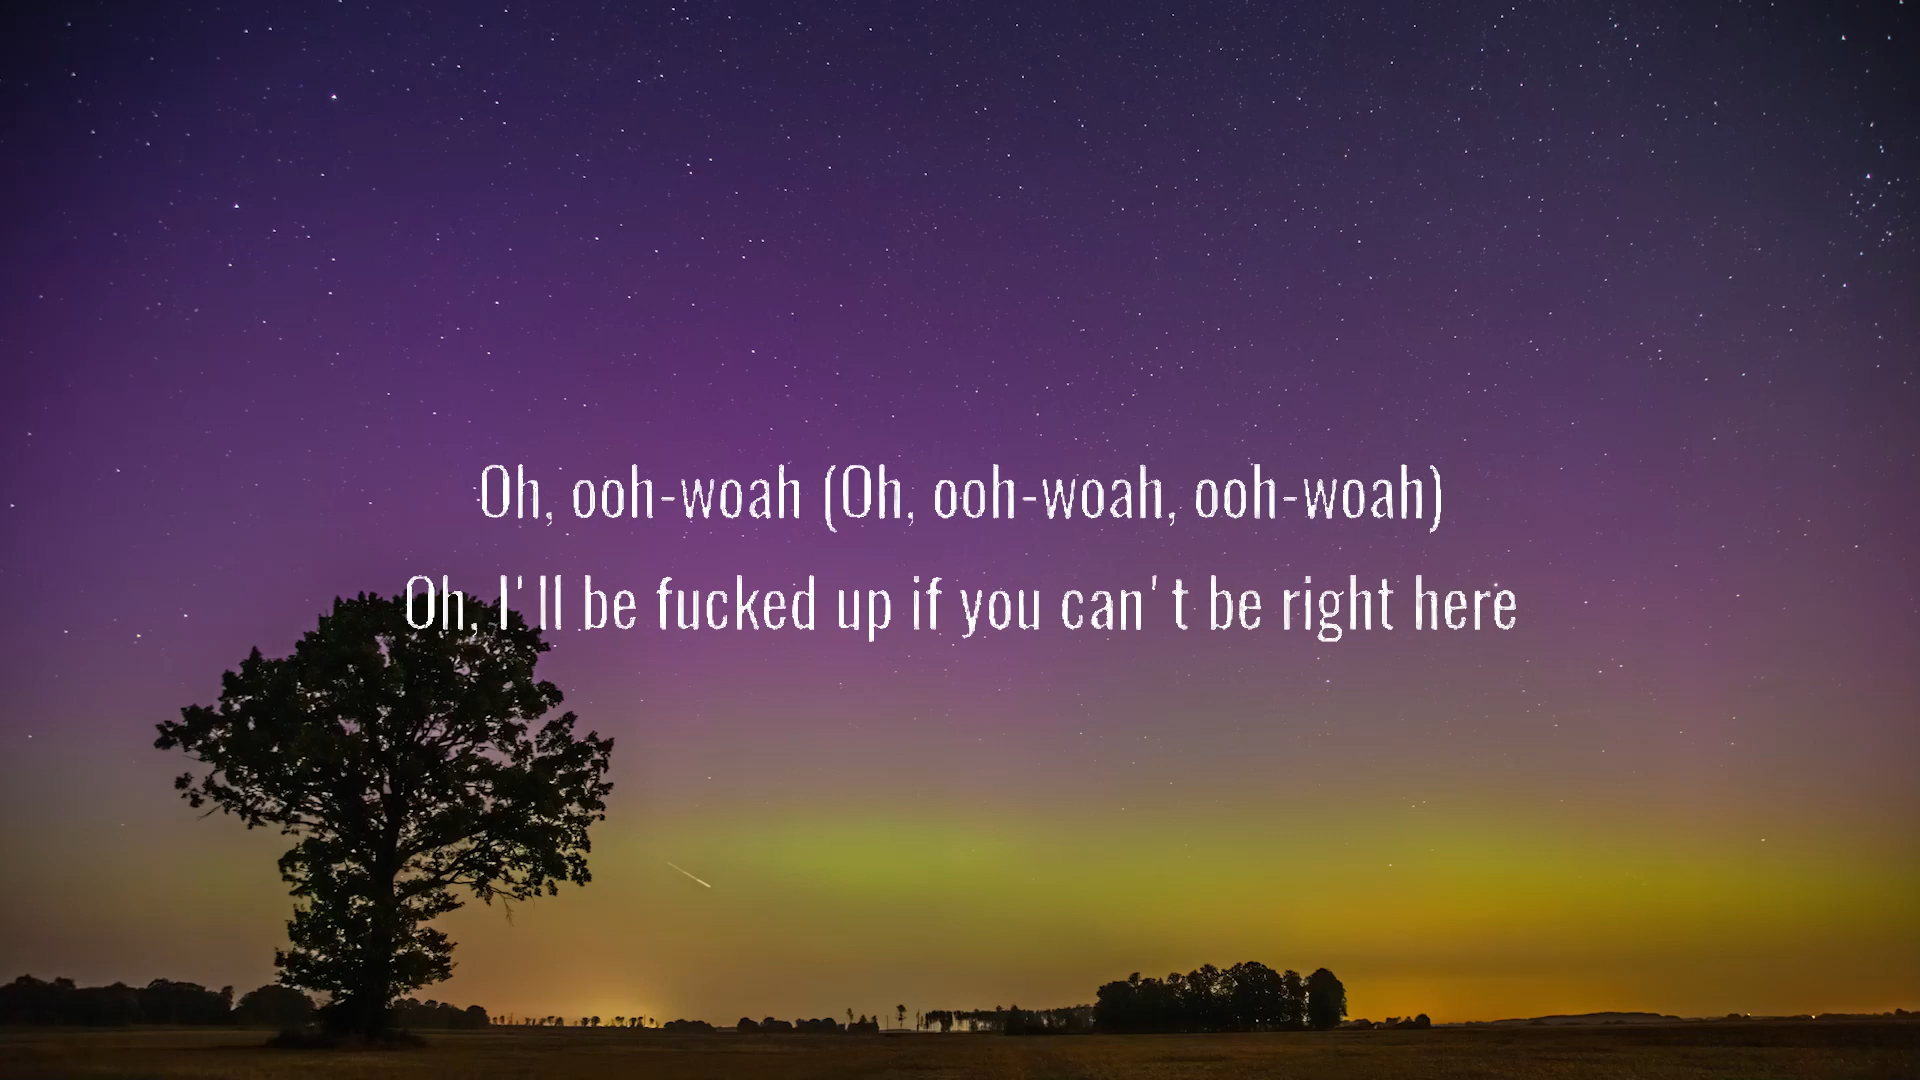 Oh, ooh-woah (Oh, ooh-woah, ooh-woah)
Oh, I'll be fucked up if you can't be right here